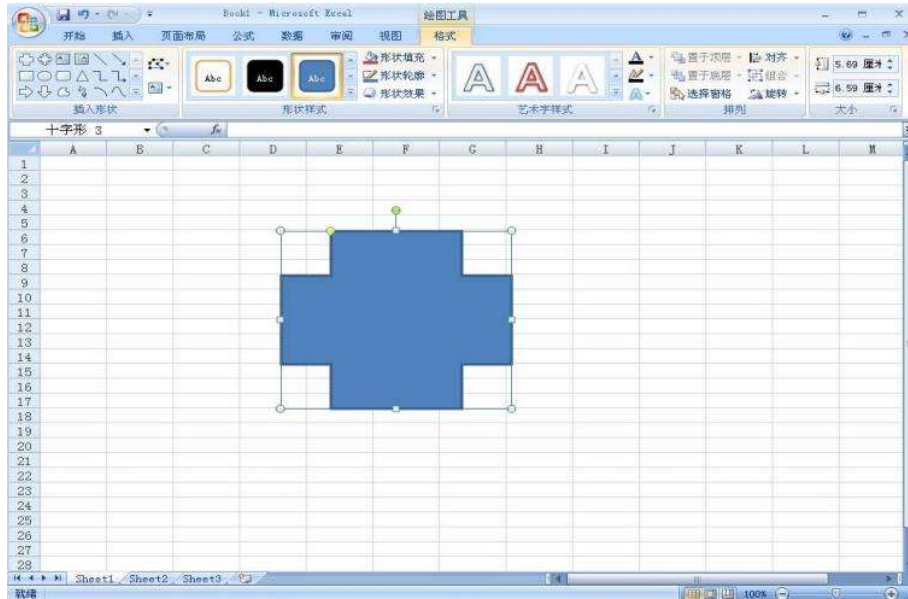 Book1 - Microsoft Excel 绘图工具
开始 插入 页面布局 公式 数据 审阅 视图 格式
形状填充 置于顶层 对齐 5.69 厘米
Abc Abc Abc 形状轮廓 A A A A 置于底层 组合
形状效果 A 选择窗格 旋转 6.59 厘米
插入形状 形状样式 艺术字样式 排列 大小
十字形 3 fx
A B C D E F G H I J K L M
1
2
3
4
5
6
7
8
9
10
11
12
13
14
15
16
17
18
19
20
21
22
23
24
25
26
27
28
Sheet1 Sheet2 Sheet3
就绪 100%